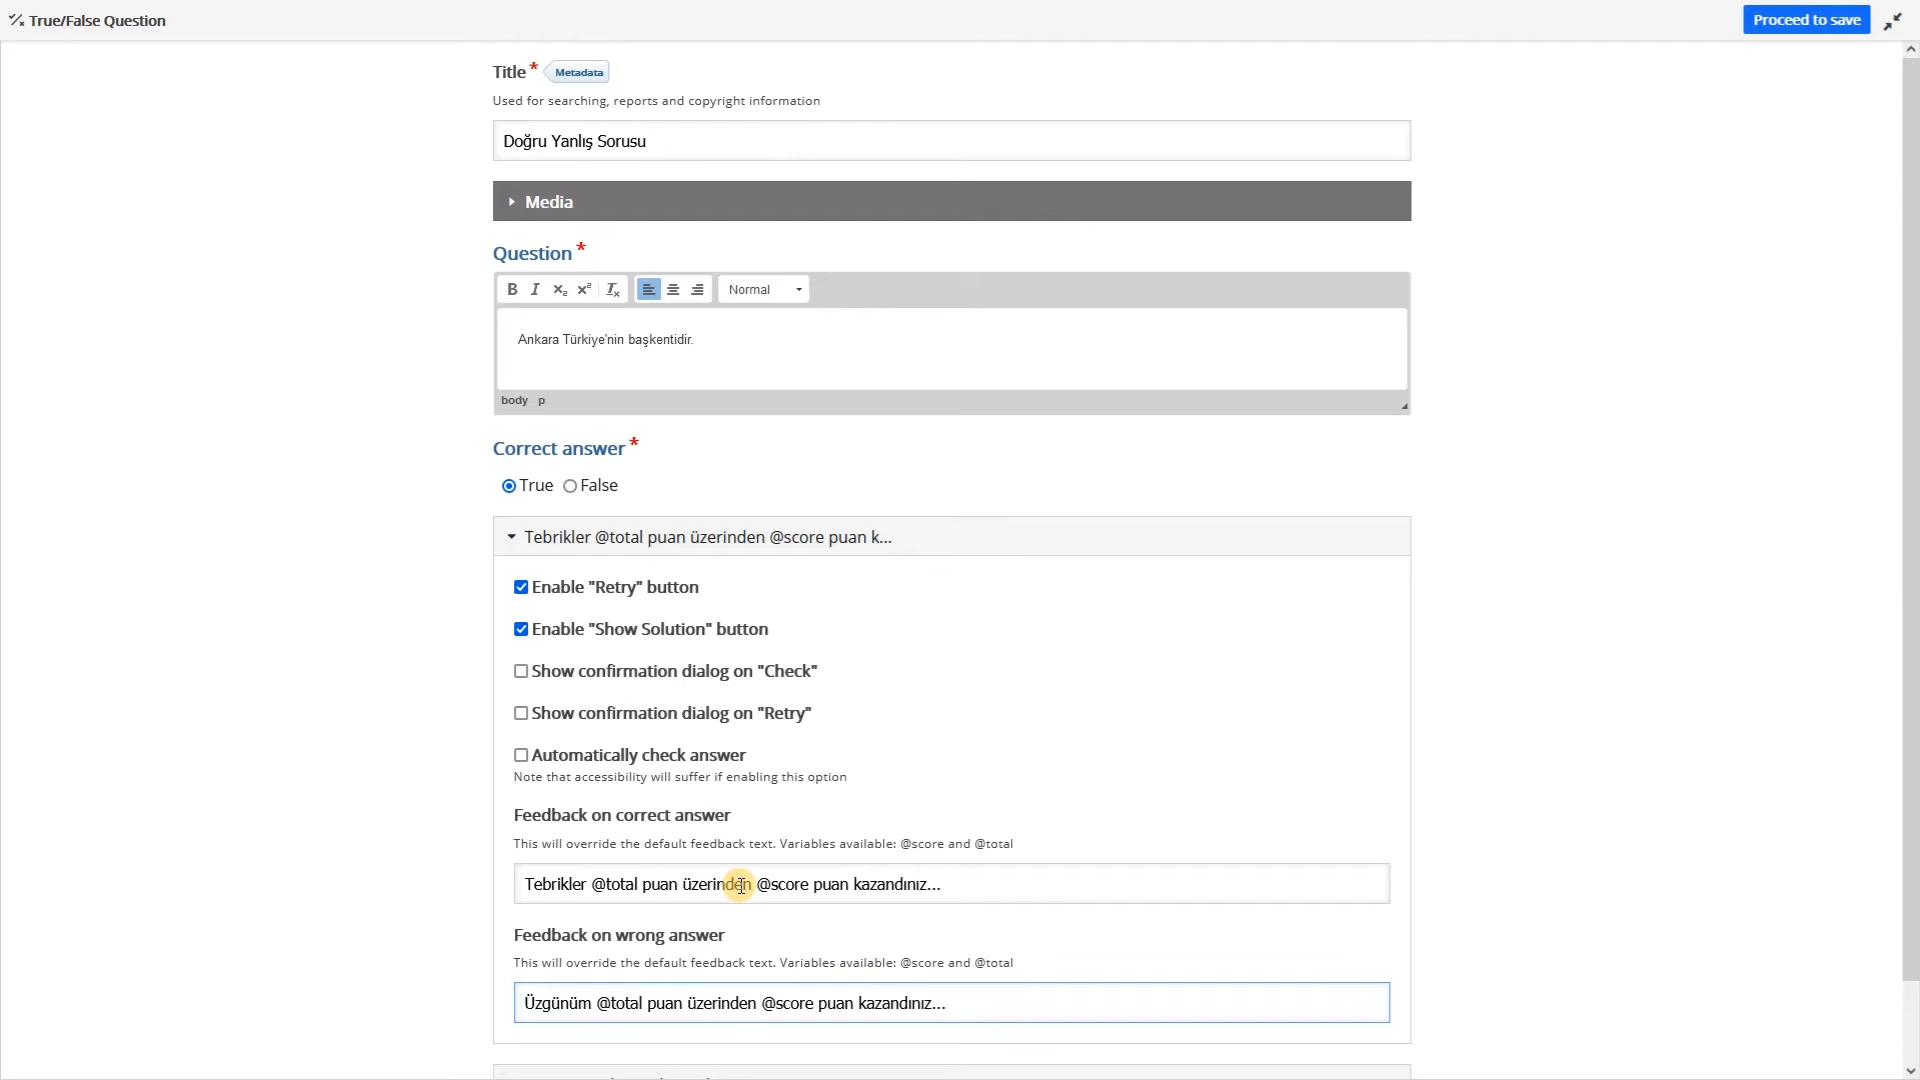 True/False Question
Proceed to save
Title *
Metadata
Used for searching, reports and copyright information
Doğru Yanlış Sorusu
Media
Question *
B I x₂ x² Tx Normal
Ankara Türkiye'nin başkentidir.
body p
Correct answer *
True False
Tebrikler @total puan üzerinden @score puan k...
Enable "Retry" button
Enable "Show Solution" button
Show confirmation dialog on "Check"
Show confirmation dialog on "Retry"
Automatically check answer
Note that accessibility will suffer if enabling this option
Feedback on correct answer
This will override the default feedback text. Variables available: @score and @total
Tebrikler @total puan üzerinden @score puan kazandınız...
Feedback on wrong answer
This will override the default feedback text. Variables available: @score and @total
Üzgünüm @total puan üzerinden @score puan kazandınız...